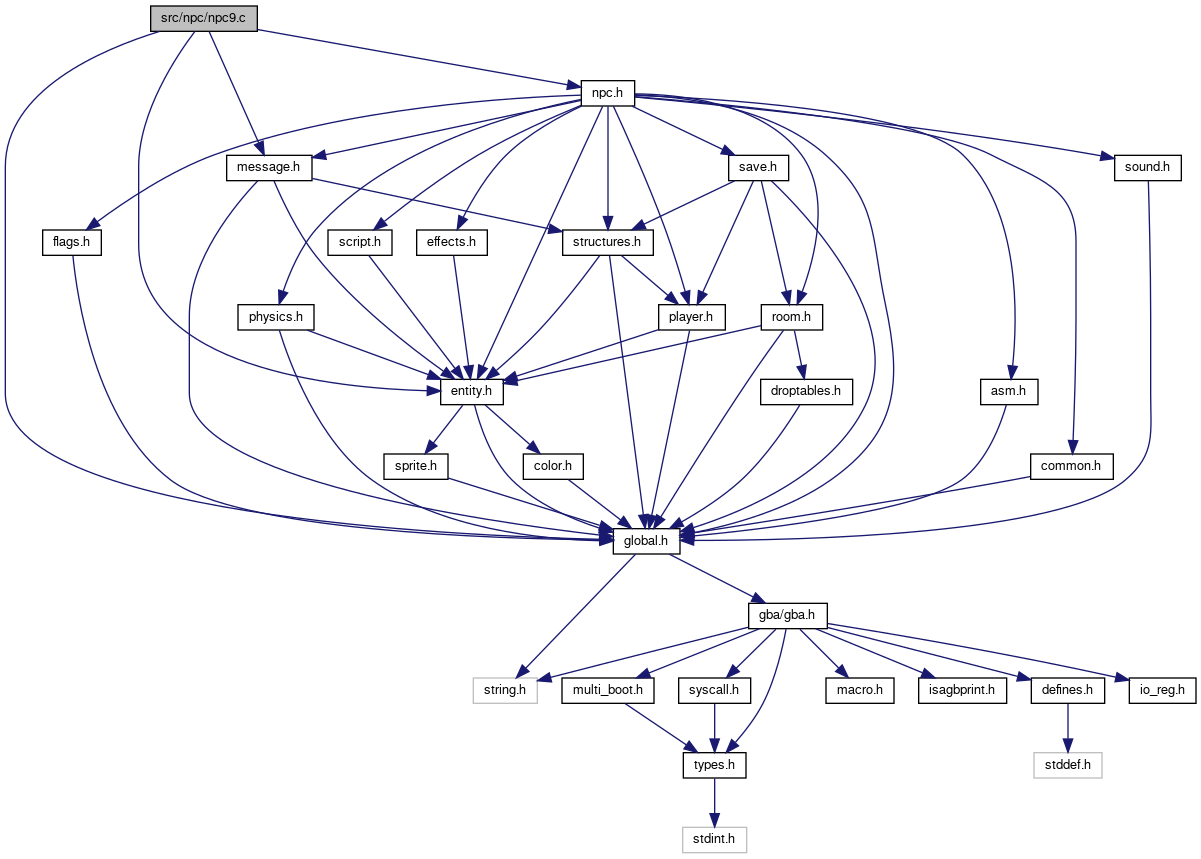 src/npc/npc9.c
npc.h
message.h
save.h
sound.h
flags.h
script.h
effects.h
structures.h
physics.h
player.h
room.h
entity.h
droptables.h
asm.h
sprite.h
color.h
common.h
global.h
gba/gba.h
string.h
multi_boot.h
syscall.h
macro.h
isagbprint.h
defines.h
io_reg.h
types.h
stddef.h
stdint.h